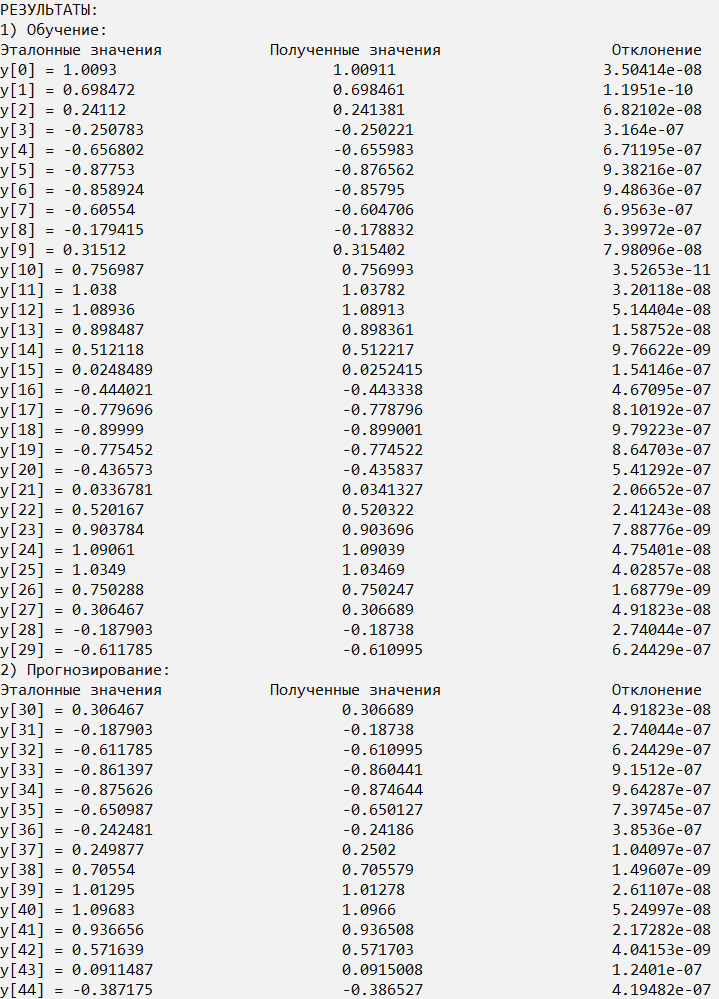 РЕЗУЛЬТАТЫ:
1) Обучение:
Эталонные значения Полученные значения Отклонение
y[0] = 1.0093 1.00911 3.50414e-08
y[1] = 0.698472 0.698461 1.1951e-10
y[2] = 0.24112 0.241381 6.82102e-08
y[3] = -0.250783 -0.250221 3.164e-07
y[4] = -0.656802 -0.655983 6.71195e-07
y[5] = -0.87753 -0.876562 9.38216e-07
y[6] = -0.858924 -0.85795 9.48636e-07
y[7] = -0.60554 -0.604706 6.9563e-07
y[8] = -0.179415 -0.178832 3.39972e-07
y[9] = 0.31512 0.315402 7.98096e-08
y[10] = 0.756987 0.756993 3.52653e-11
y[11] = 1.038 1.03782 3.20118e-08
y[12] = 1.08936 1.08913 5.14404e-08
y[13] = 0.898487 0.898361 1.58752e-08
y[14] = 0.512118 0.512217 9.76622e-09
y[15] = 0.0248489 0.0252415 1.54146e-07
y[16] = -0.444021 -0.443338 4.67095e-07
y[17] = -0.779696 -0.778796 8.10192e-07
y[18] = -0.89999 -0.899001 9.79223e-07
y[19] = -0.775452 -0.774522 8.64703e-07
y[20] = -0.436573 -0.435837 5.41292e-07
y[21] = 0.0336781 0.0341327 2.06652e-07
y[22] = 0.520167 0.520322 2.41243e-08
y[23] = 0.903784 0.903696 7.88776e-09
y[24] = 1.09061 1.09039 4.75401e-08
y[25] = 1.0349 1.03469 4.02857e-08
y[26] = 0.750288 0.750247 1.68779e-09
y[27] = 0.306467 0.306689 4.91823e-08
y[28] = -0.187903 -0.18738 2.74044e-07
y[29] = -0.611785 -0.610995 6.24429e-07
2) Прогнозирование:
Эталонные значения Полученные значения Отклонение
y[30] = 0.306467 0.306689 4.91823e-08
y[31] = -0.187903 -0.18738 2.74044e-07
y[32] = -0.611785 -0.610995 6.24429e-07
y[33] = -0.861397 -0.860441 9.1512e-07
y[34] = -0.875626 -0.874644 9.64287e-07
y[35] = -0.650987 -0.650127 7.39745e-07
y[36] = -0.242481 -0.24186 3.8536e-07
y[37] = 0.249877 0.2502 1.04097e-07
y[38] = 0.70554 0.705579 1.49607e-09
y[39] = 1.01295 1.01278 2.61107e-08
y[40] = 1.09683 1.0966 5.24997e-08
y[41] = 0.936656 0.936508 2.17282e-08
y[42] = 0.571639 0.571703 4.04153e-09
y[43] = 0.0911487 0.0915008 1.2401e-07
y[44] = -0.387175 -0.386527 4.19482e-07